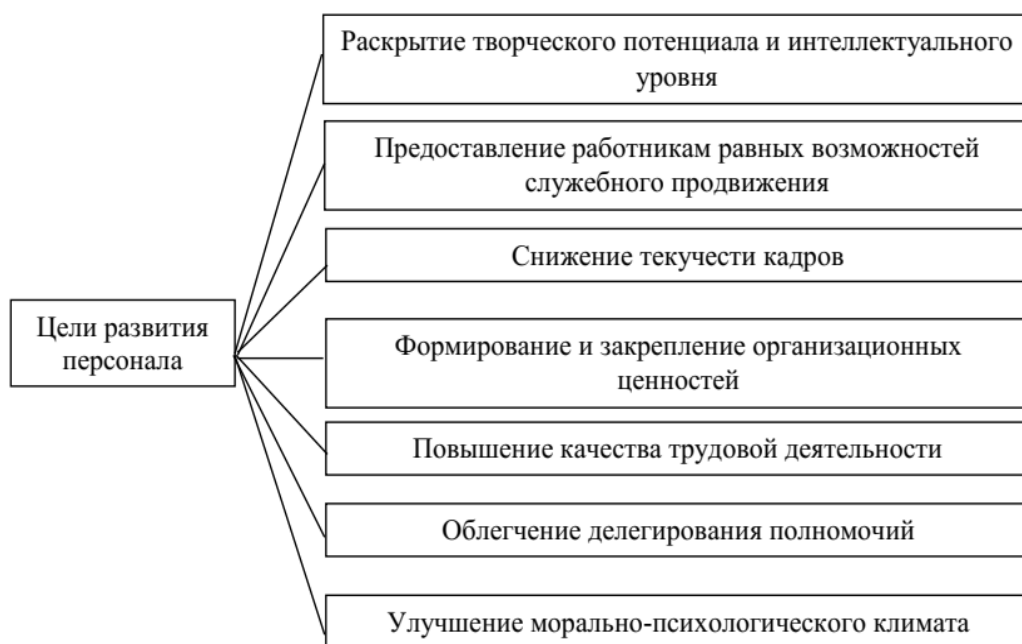 Раскрытие творческого потенциала и интеллектуального
уровня
Предоставление работникам равных возможностей
служебного продвижения
Снижение текучести кадров
Цели развития
персонала
Формирование и закрепление организационных
ценностей
Повышение качества трудовой деятельности
Облегчение делегирования полномочий
Улучшение морально-психологического климата